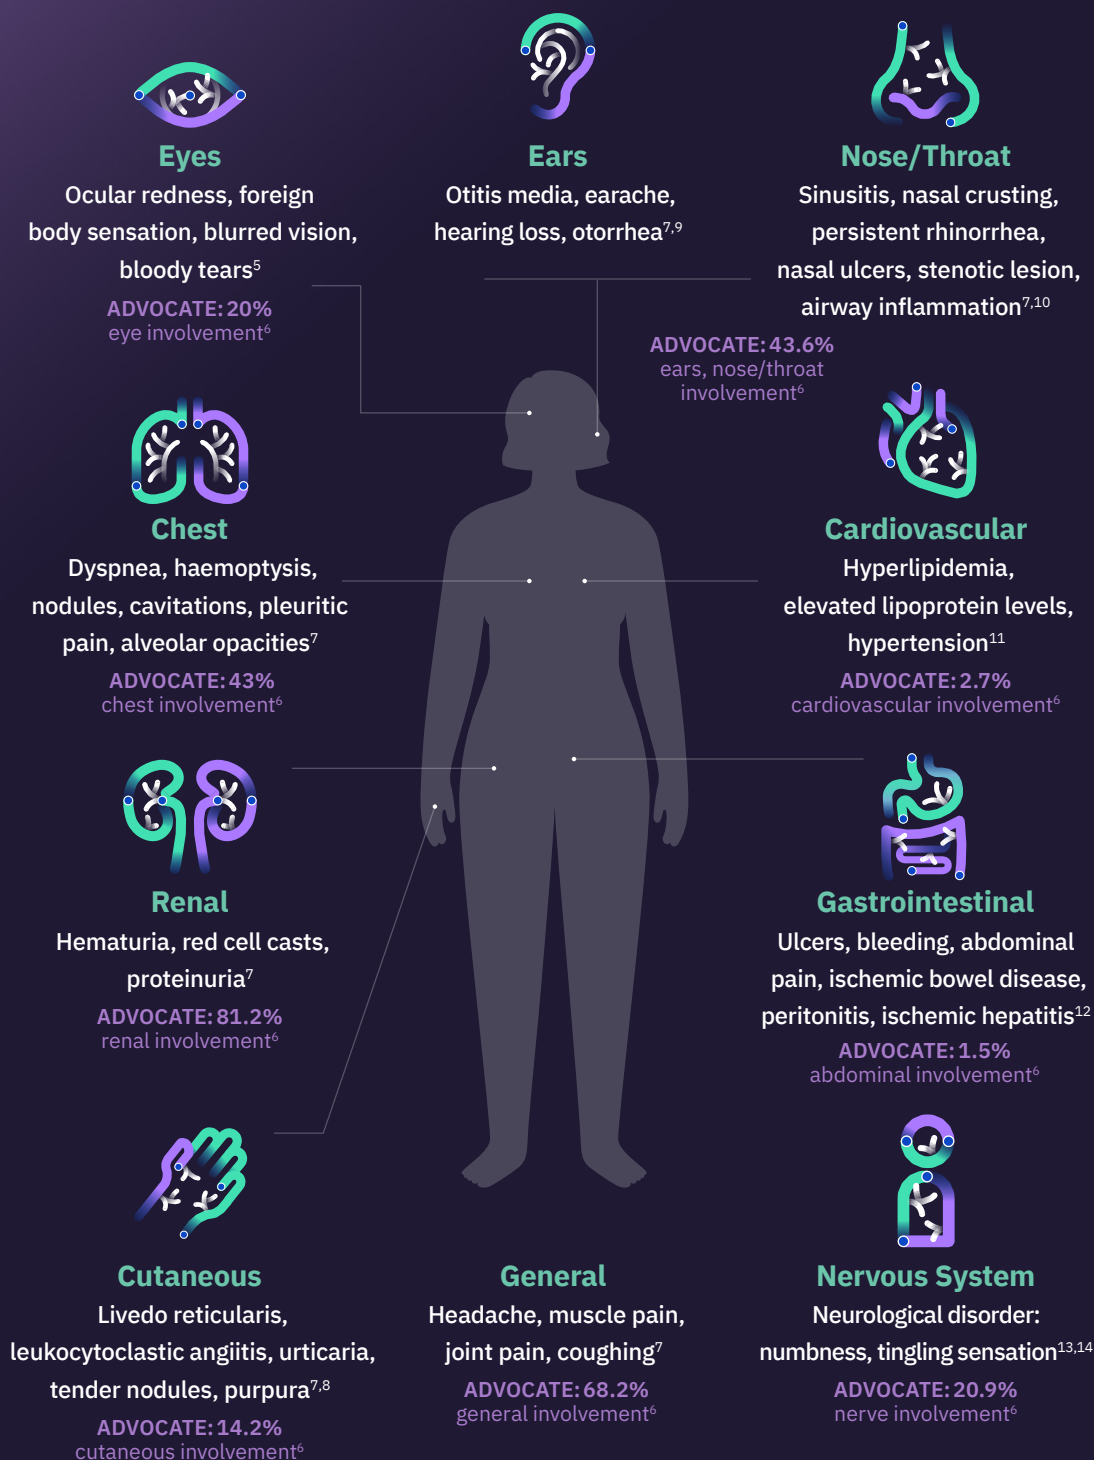 Eyes
Ocular redness, foreign
body sensation, blurred vision,
bloody tears5
ADVOCATE: 20%
eye involvement6
Ears
Otitis media, earache,
hearing loss, otorrhea7,9
Nose/Throat
Sinusitis, nasal crusting,
persistent rhinorrhea,
nasal ulcers, stenotic lesion,
airway inflammation7,10
ADVOCATE: 43.6%
ears, nose/throat
involvement6
Chest
Dyspnea, haemoptysis,
nodules, cavitations, pleuritic
pain, alveolar opacities7
ADVOCATE: 43%
chest involvement6
Cardiovascular
Hyperlipidemia,
elevated lipoprotein levels,
hypertension11
ADVOCATE: 2.7%
cardiovascular involvement6
Renal
Hematuria, red cell casts,
proteinuria7
ADVOCATE: 81.2%
renal involvement6
Gastrointestinal
Ulcers, bleeding, abdominal
pain, ischemic bowel disease,
peritonitis, ischemic hepatitis12
ADVOCATE: 1.5%
abdominal involvement6
Cutaneous
Livedo reticularis,
leukocytoclastic angiitis, urticaria,
tender nodules, purpura7,8
ADVOCATE: 14.2%
cutaneous involvement6
General
Headache, muscle pain,
joint pain, coughing7
ADVOCATE: 68.2%
general involvement6
Nervous System
Neurological disorder:
numbness, tingling sensation13,14
ADVOCATE: 20.9%
nerve involvement6